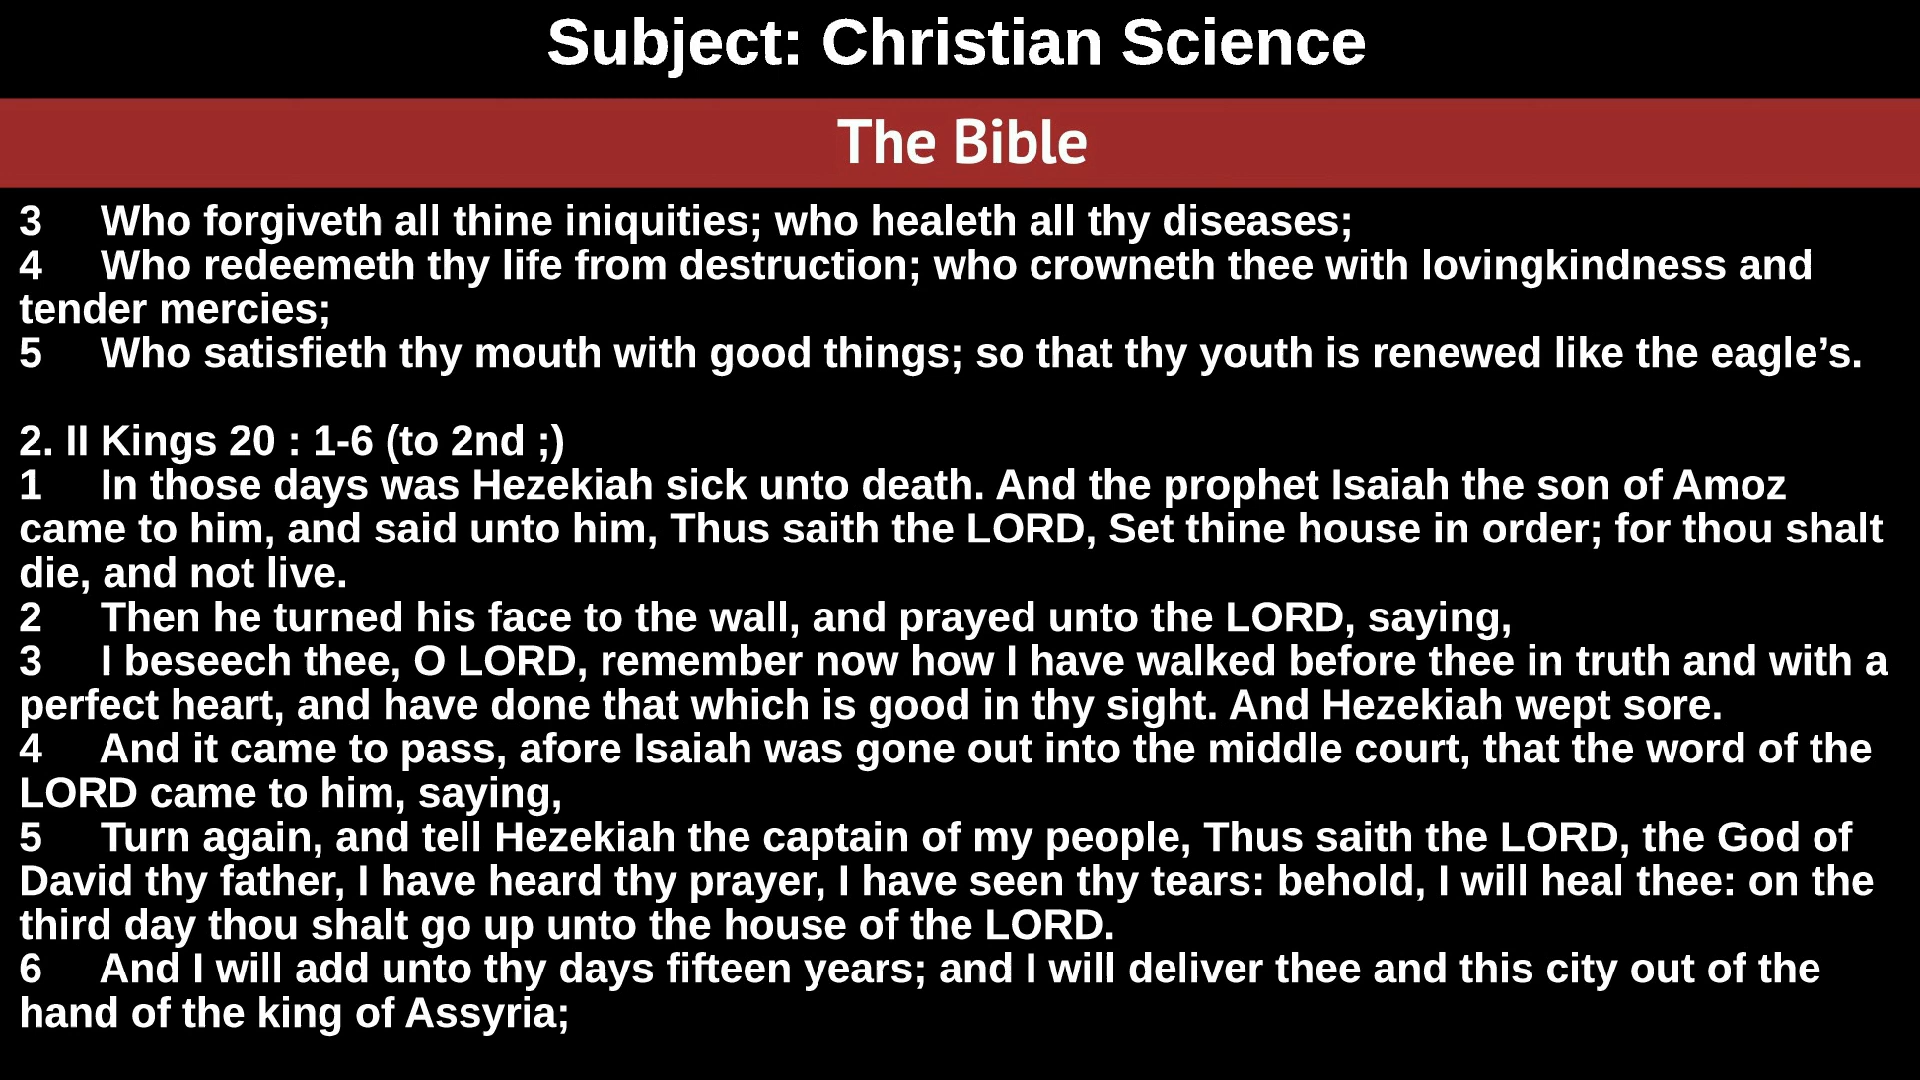 Subject: Christian Science
The Bible
3 Who forgiveth all thine iniquities; who healeth all thy diseases;
4 Who redeemeth thy life from destruction; who crowneth thee with lovingkindness and
tender mercies;
5 Who satisfieth thy mouth with good things; so that thy youth is renewed like the eagle’s.
2. II Kings 20 : 1-6 (to 2nd ;)
1 In those days was Hezekiah sick unto death. And the prophet Isaiah the son of Amoz
came to him, and said unto him, Thus saith the LORD, Set thine house in order; for thou shalt
die, and not live.
2 Then he turned his face to the wall, and prayed unto the LORD, saying,
3 I beseech thee, O LORD, remember now how I have walked before thee in truth and with a
perfect heart, and have done that which is good in thy sight. And Hezekiah wept sore.
4 And it came to pass, afore Isaiah was gone out into the middle court, that the word of the
LORD came to him, saying,
5 Turn again, and tell Hezekiah the captain of my people, Thus saith the LORD, the God of
David thy father, I have heard thy prayer, I have seen thy tears: behold, I will heal thee: on the
third day thou shalt go up unto the house of the LORD.
6 And I will add unto thy days fifteen years; and I will deliver thee and this city out of the
hand of the king of Assyria;